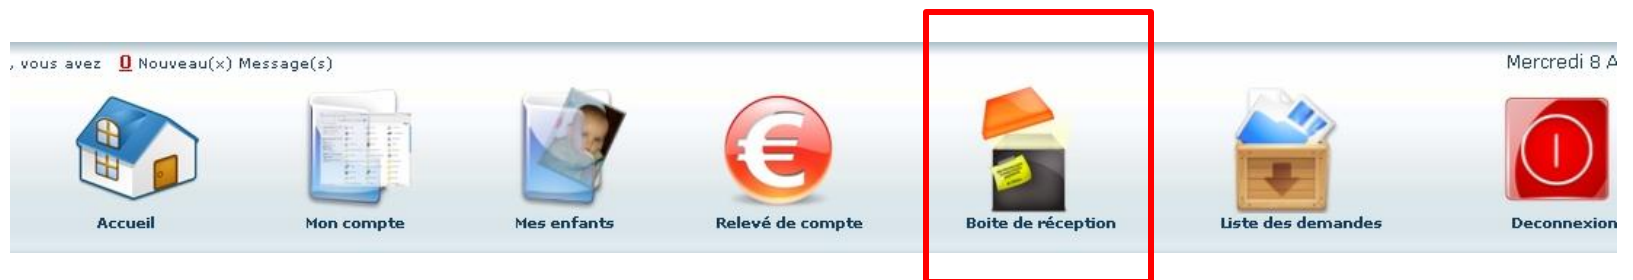 , vous avez 0 Nouveau(x) Message(s)
Mercredi 8 A
Accueil
Mon compte
Mes enfants
Relevé de compte
Boite de réception
Liste des demandes
Deconnexion